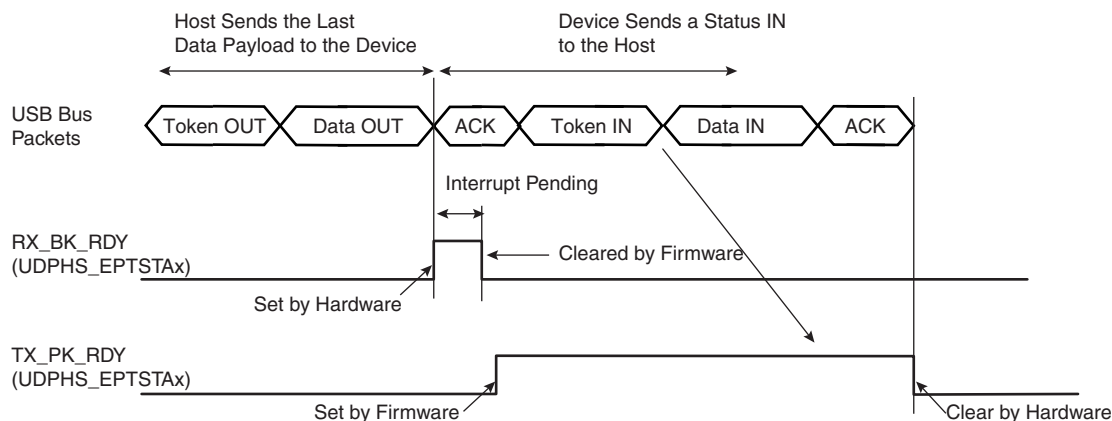 Host Sends the Last
Data Payload to the Device
Device Sends a Status IN
to the Host
USB Bus
Packets
Token OUT
Data OUT
ACK
Token IN
Data IN
ACK
Interrupt Pending
RX_BK_RDY
(UDPHS_EPTSTAx)
Cleared by Firmware
Set by Hardware
TX_PK_RDY
(UDPHS_EPTSTAx)
Set by Firmware
Clear by Hardware